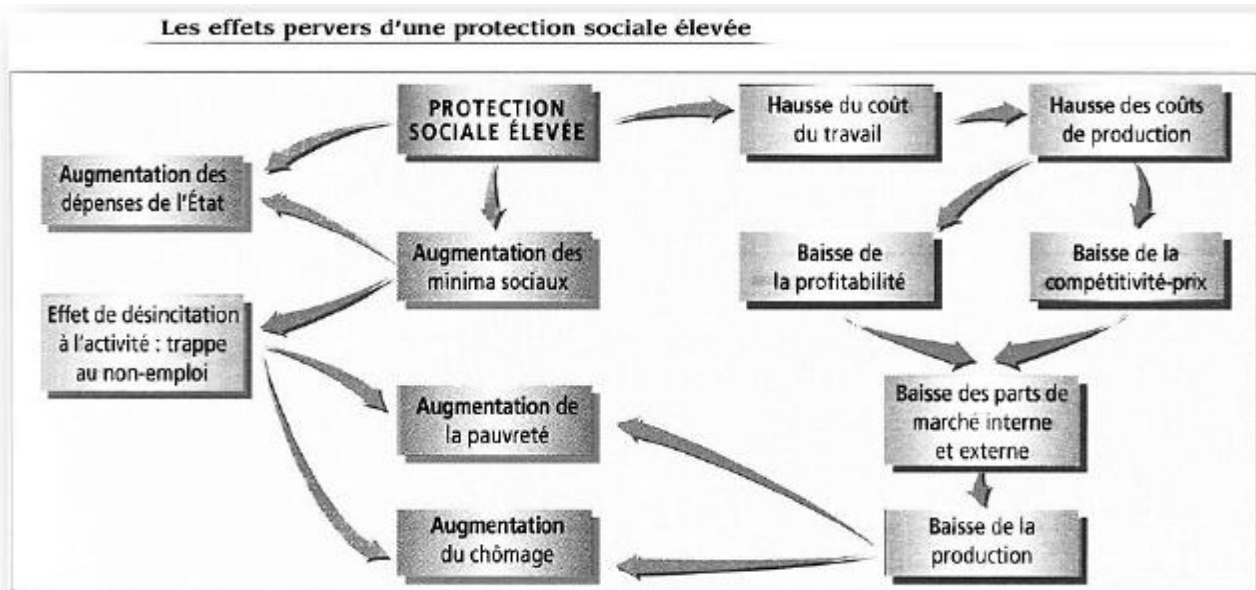 Les effets pervers d'une protection sociale élevée
PROTECTION
SOCIALE ÉLEVÉE
Hausse du coût
du travail
Hausse des coûts
de production
Augmentation des
dépenses de l'État
Augmentation des
minima sociaux
Baisse de
la profitabilité
Baisse de la
compétitivité-prix
Effet de désincitation
à l'activité : trappe
au non-emploi
Augmentation de
la pauvreté
Baisse des parts de
marché interne
et externe
Augmentation
du chômage
Baisse de la
production